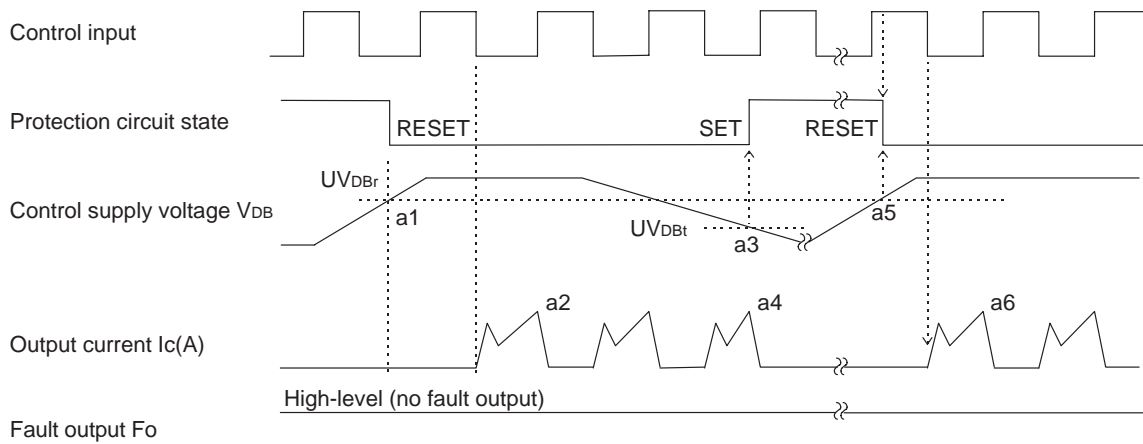 Control input
Protection circuit state
RESET
SET
RESET
UVDBr
Control supply voltage VDB
a1
UVDBt
a3
a5
a2
a4
a6
Output current Ic(A)
High-level (no fault output)
Fault output Fo